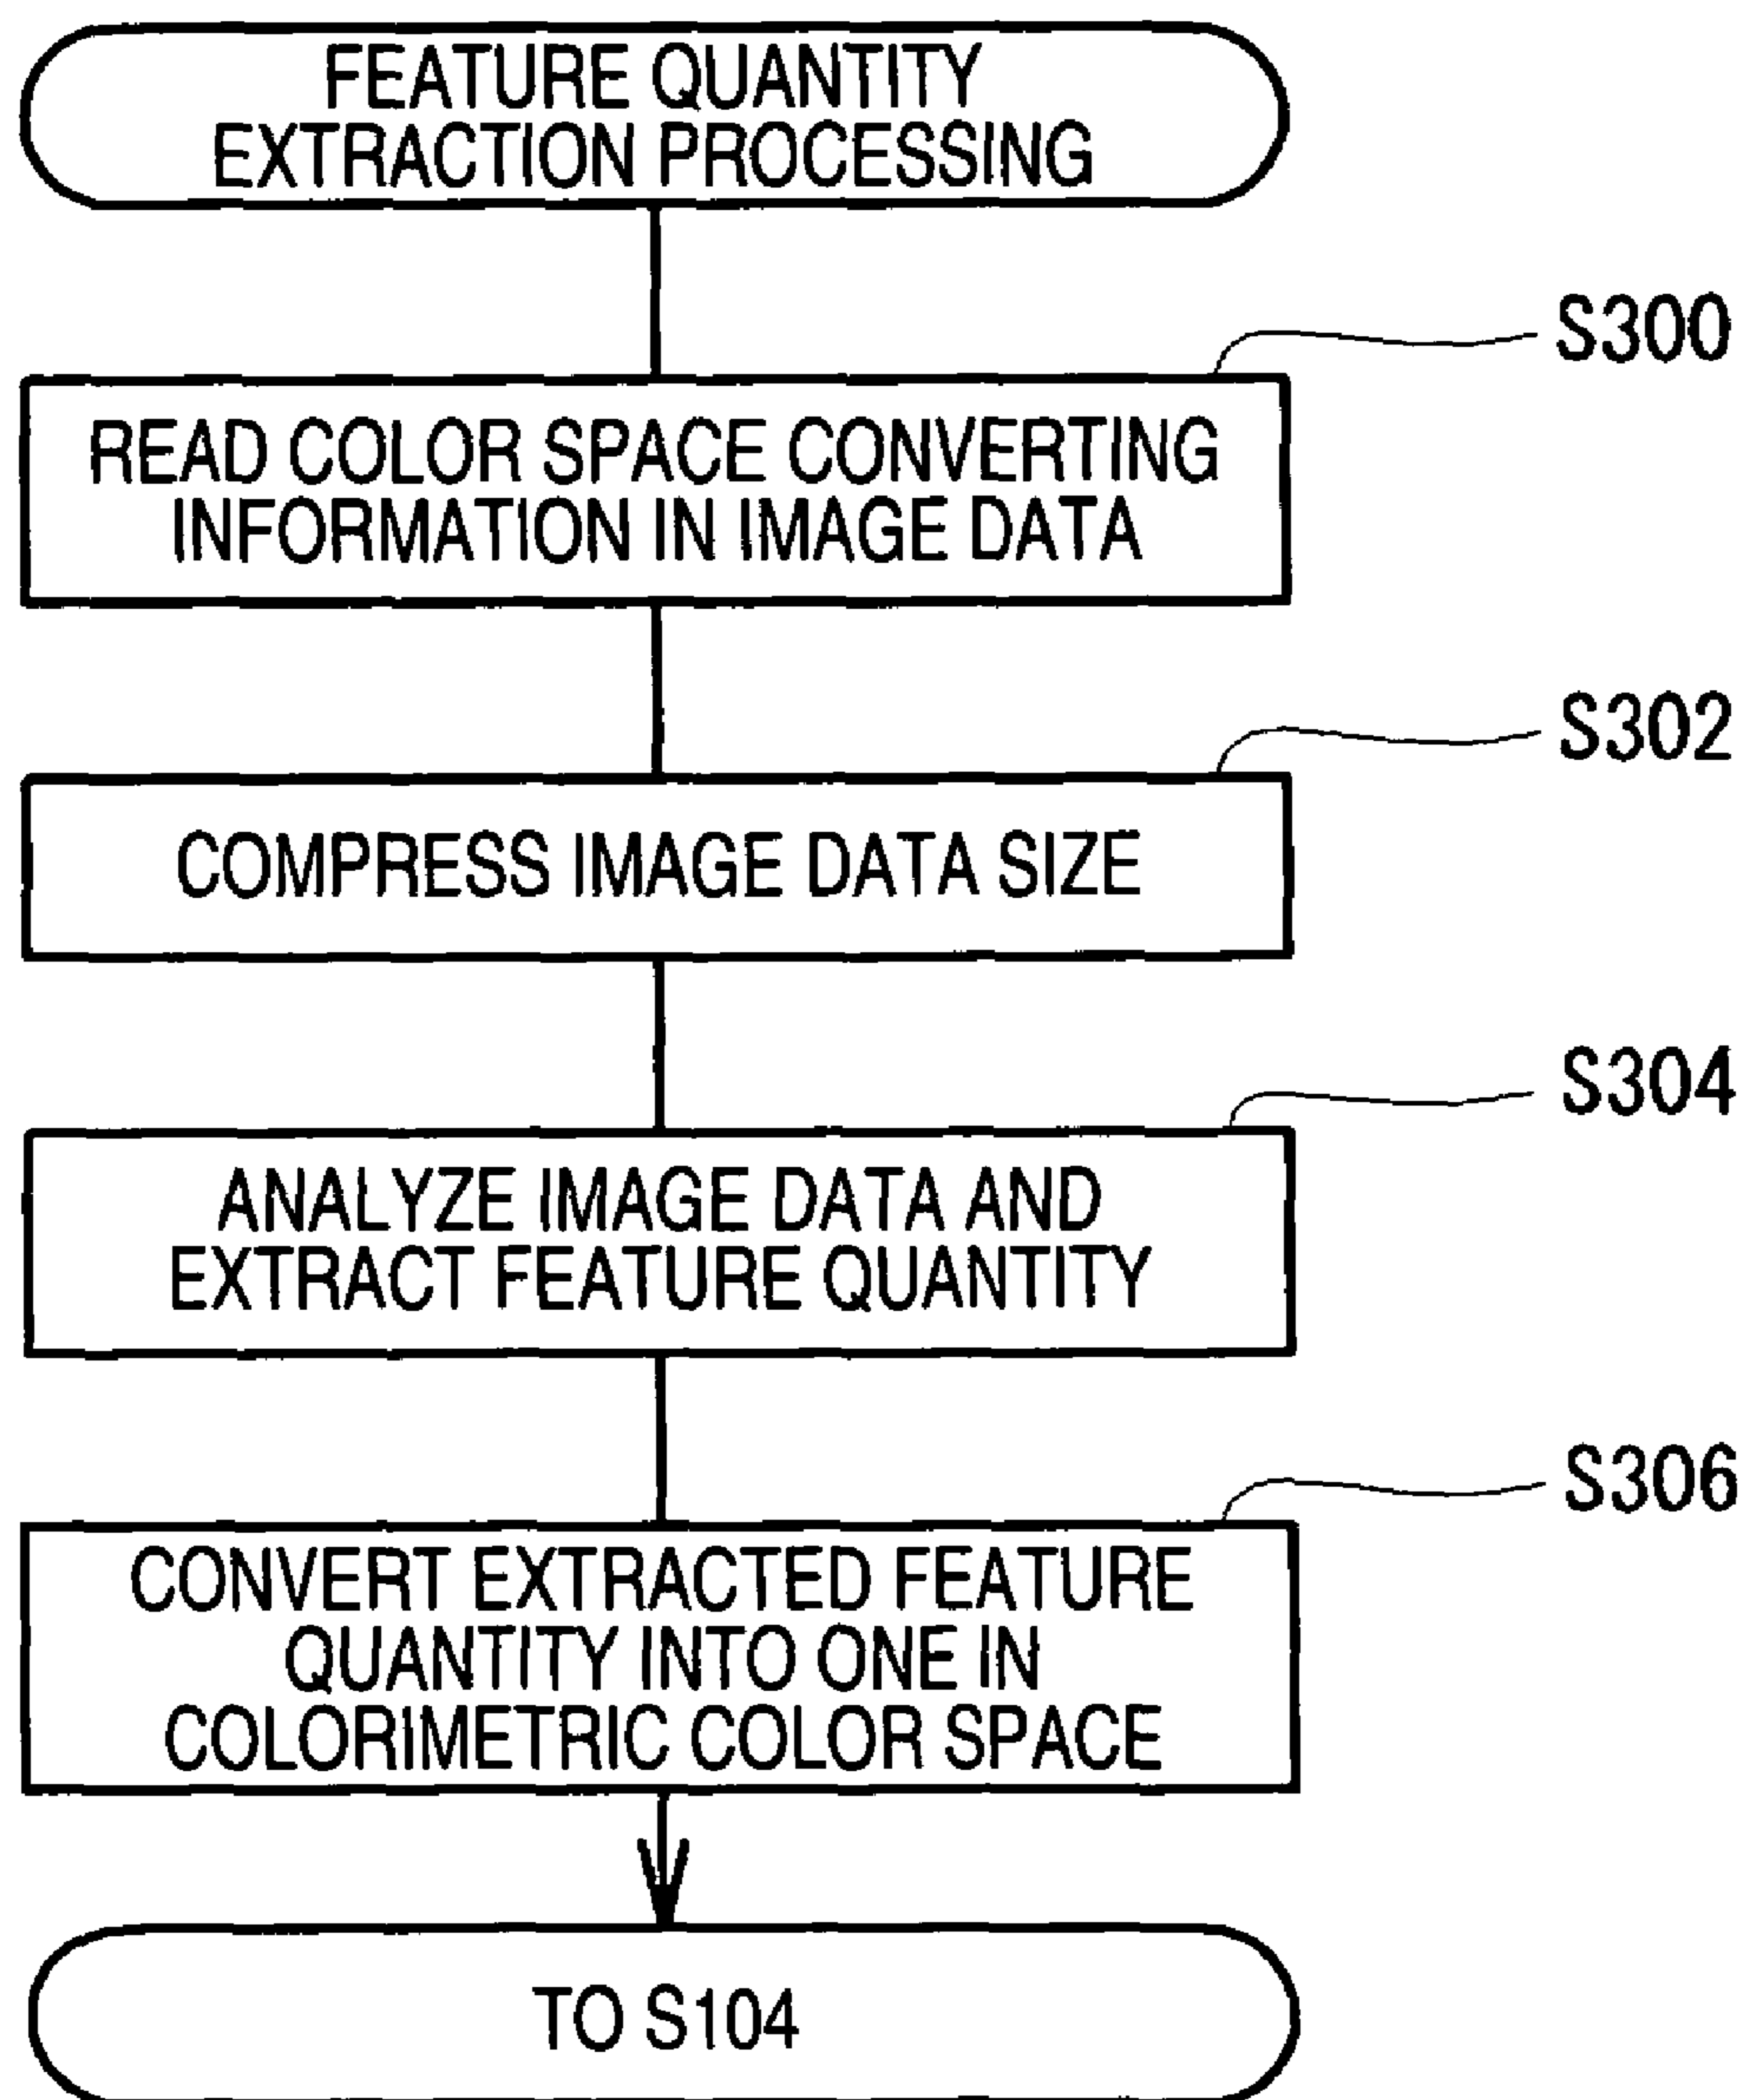 FEATURE QUANTITY
EXTRACTION PROCESSING
S300
READ COLOR SPACE CONVERTING
INFORMATION IN IMAGE DATA
S302
COMPRESS IMAGE DATA SIZE
S304
ANALYZE IMAGE DATA AND
EXTRACT FEATURE QUANTITY
S306
CONVERT EXTRACTED FEATURE
QUANTITY INTO ONE IN
COLORIMETRIC COLOR SPACE
TO S104